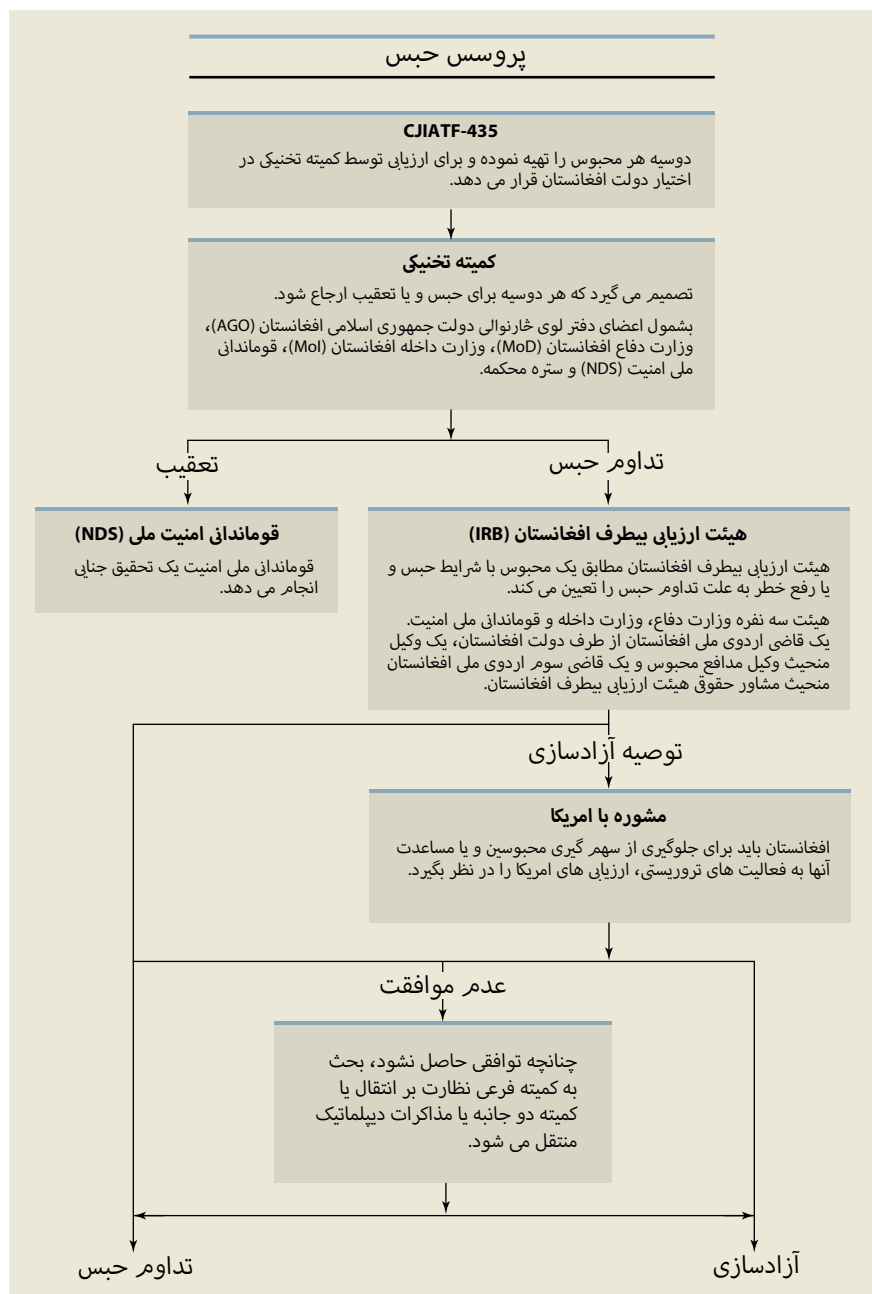 پروسس حبس
CJIATF-435
دوسیه هر محبوس را تهیه نموده و برای ارزیابی توسط کمیته تخنیکی در
اختیار دولت افغانستان قرار می دهد.
کمیته تخنیکی
تصمیم می گیرد که هر دوسیه برای حبس و یا تعقیب ارجاع شود.
بشمول اعضای دفتر لوی څارنوالی دولت جمهوری اسلامی افغانستان (AGO)،
وزارت دفاع افغانستان (MoD)، وزارت داخله افغانستان (MoI)، قوماندانی
ملی امنیت (NDS) و ستره محکمه.
تداوم حبس
تعقیب
هیئت ارزیابی بیطرف افغانستان (IRB)
هیئت ارزیابی بیطرف افغانستان مطابق یک محبوس با شرایط حبس و
یا رفع خطر به علت تداوم حبس را تعیین می کند.
هیئت سه نفره وزارت دفاع، وزارت داخله و قوماندانی ملی امنیت.
یک قاضی اردوی ملی افغانستان از طرف دولت افغانستان، یک وکیل
منحیث وکیل مدافع محبوس و یک قاضی سوم اردوی ملی افغانستان
منحیث مشاور حقوقی هیئت ارزیابی بیطرف افغانستان.
قوماندانی امنیت ملی (NDS)
قوماندانی ملی امنیت یک تحقیق جنایی
انجام می دهد.
توصیه آزادسازی
مشوره با امریکا
افغانستان باید برای جلوگیری از سهم گیری محبوسین و یا مساعدت
آنها به فعالیت های تروریستی، ارزیابی های امریکا را در نظر بگیرد.
عدم موافقت
چنانچه توافقی حاصل نشود، بحث
به کمیته فرعی نظارت بر انتقال یا
کمیته دو جانبه یا مذاکرات دیپلماتیک
منتقل می شود.
آزادسازی
تداوم حبس